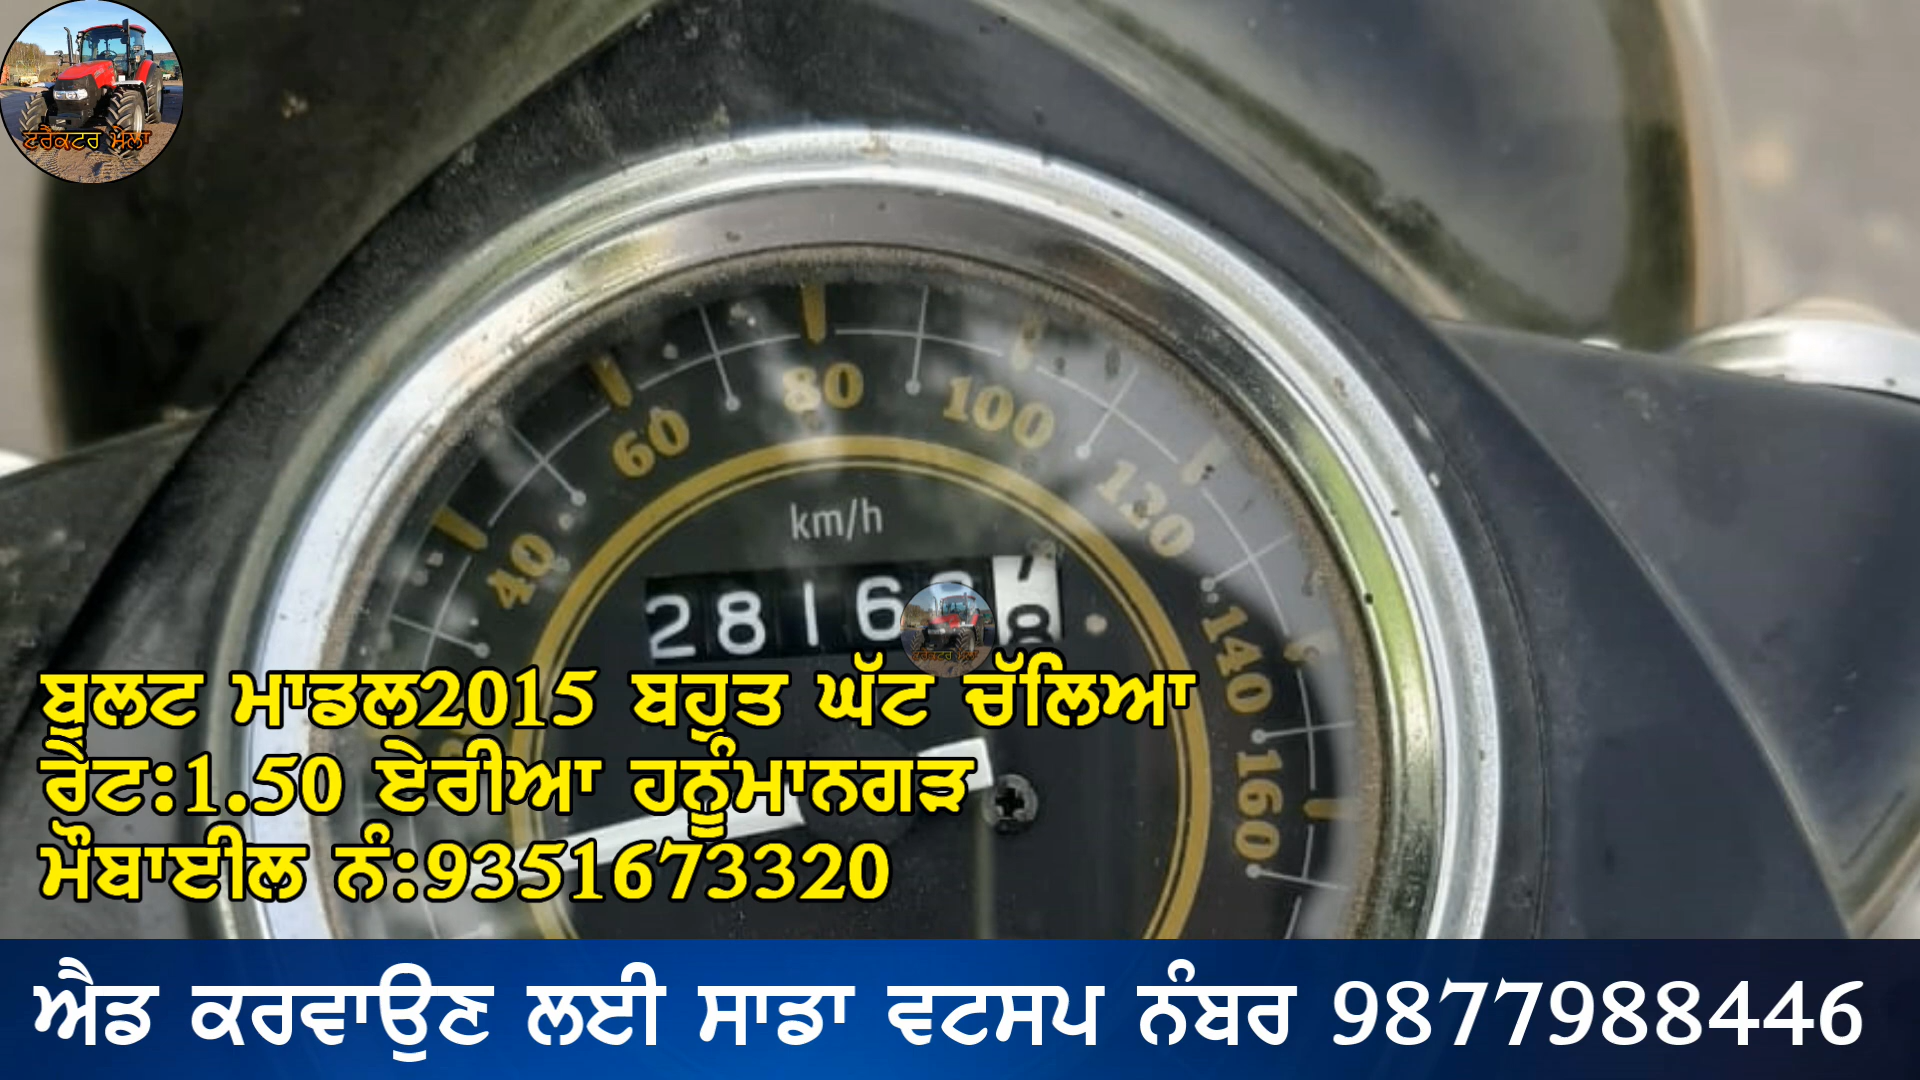 ਟਰੈਕਟਰ ਮੇਲਾ
60
80
100
120
40
140
160
km/h
ਬੁਲਟ ਮਾਡਲ2015 ਬਹੁਤ ਘੱਟ ਚੱਲਿਆ
ਰੇਟ:1.50 ਏਰੀਆ ਹਨੂੰਮਾਨਗੜ
ਮੌਬਾਈਲ ਨੰ:9351673320
ਐਡ ਕਰਵਾਉਣ ਲਈ ਸਾਡਾ ਵਟਸਪ ਨੰਬਰ 9877988446